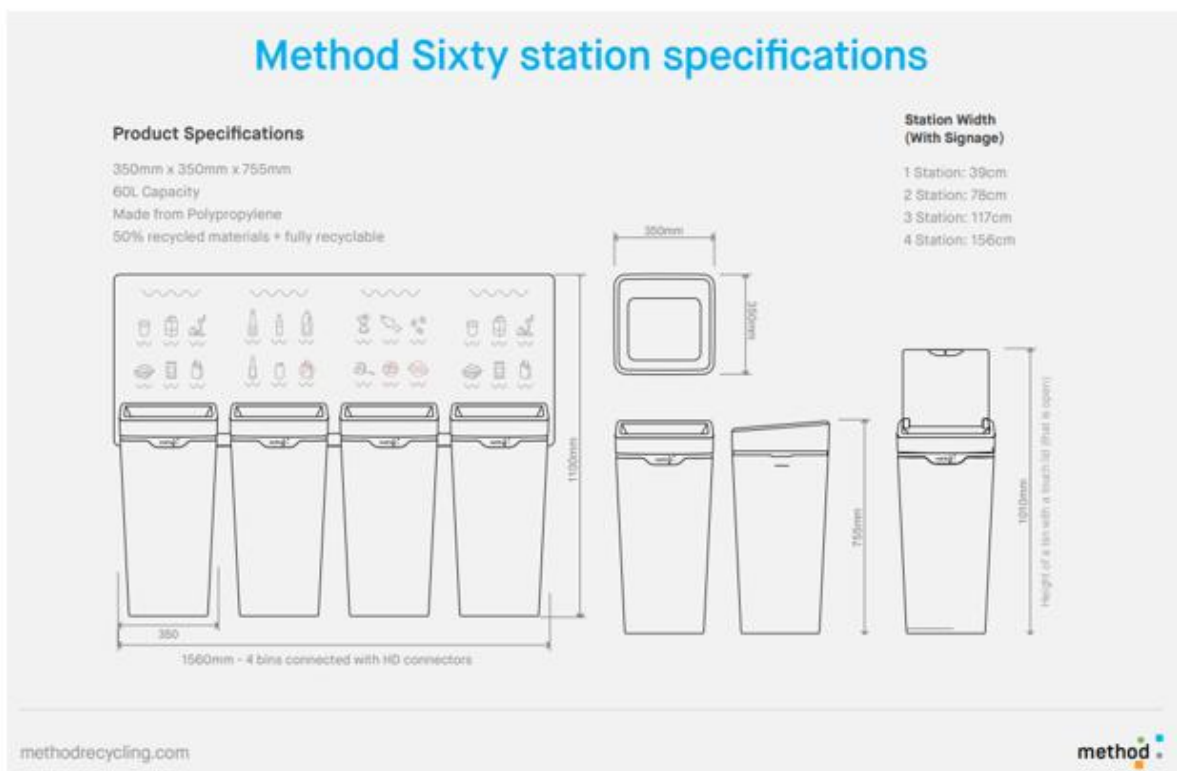 Method Sixty station specifications
Product Specifications
350mm x 350mm x 755mm
60L Capacity
Made from Polypropylene
50% recycled materials + fully recyclable
Station Width
(With Signage)
1 Station: 39cm
2 Station: 78cm
3 Station: 117cm
4 Station: 156cm
350mm
350mm
1100mm
755mm
1010mm
Height of a bin with a touch lid (that is open)
350
1560mm - 4 bins connected with HD connectors
methodrecycling.com
method